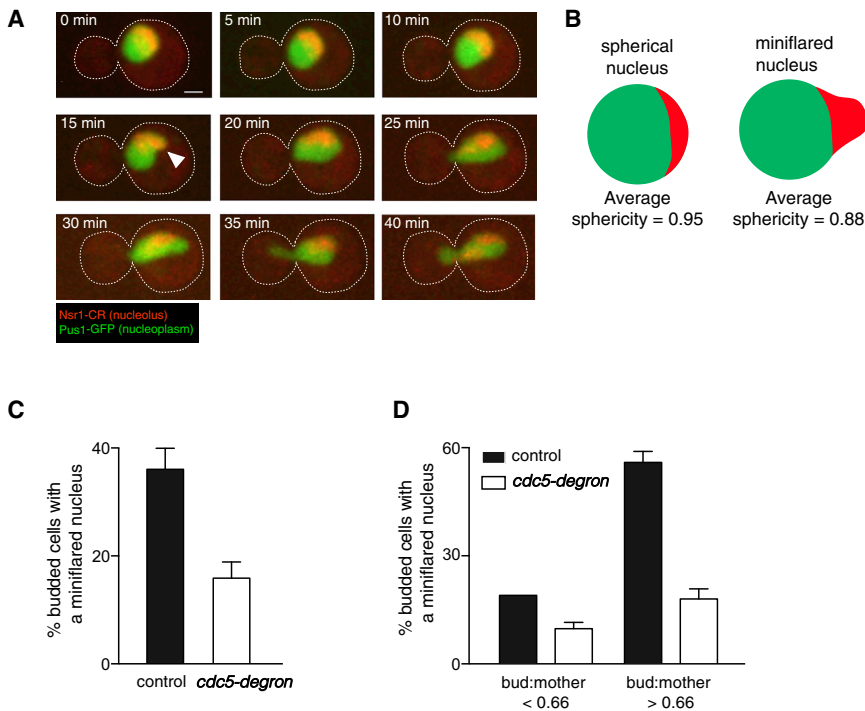 A
0 min
5 min
10 min
15 min
20 min
25 min
30 min
35 min
40 min
Nsr1-CR (nucleolus)
Pus1-GFP (nucleoplasm)
B
spherical
nucleus
miniflared
nucleus
Average
sphericity = 0.95
Average
sphericity = 0.88
C
% budded cells with
a miniflared nucleus
40
20
0
control
cdc5-degron
D
% budded cells with
a miniflared nucleus
60
30
0
control
cdc5-degron
bud:mother
< 0.66
bud:mother
> 0.66